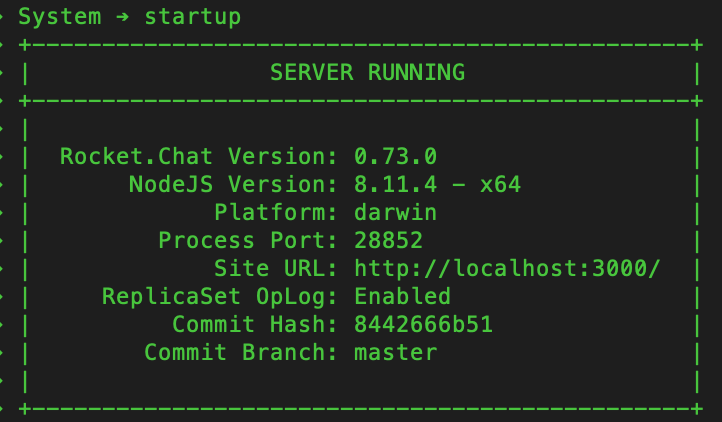 System ➔ startup
+-----------------------------------------------+
|                 SERVER RUNNING                |
+-----------------------------------------------+
|                                               |
|  Rocket.Chat Version: 0.73.0                  |
|       NodeJS Version: 8.11.4 - x64            |
|             Platform: darwin                  |
|         Process Port: 28852                   |
|             Site URL: http://localhost:3000/  |
|     ReplicaSet OpLog: Enabled                 |
|          Commit Hash: 8442666b51              |
|        Commit Branch: master                  |
|                                               |
+-----------------------------------------------+